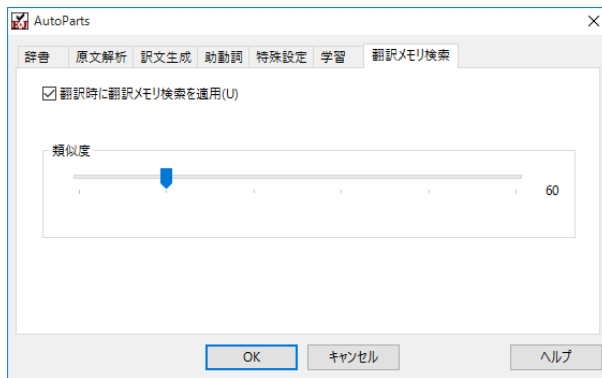 AutoParts
辞書 原文解析 訳文生成 助動詞 特殊設定 学習 翻訳メモリ検索
翻訳時に翻訳メモリ検索を適用(U)
類似度
60
OK キャンセル ヘルプ